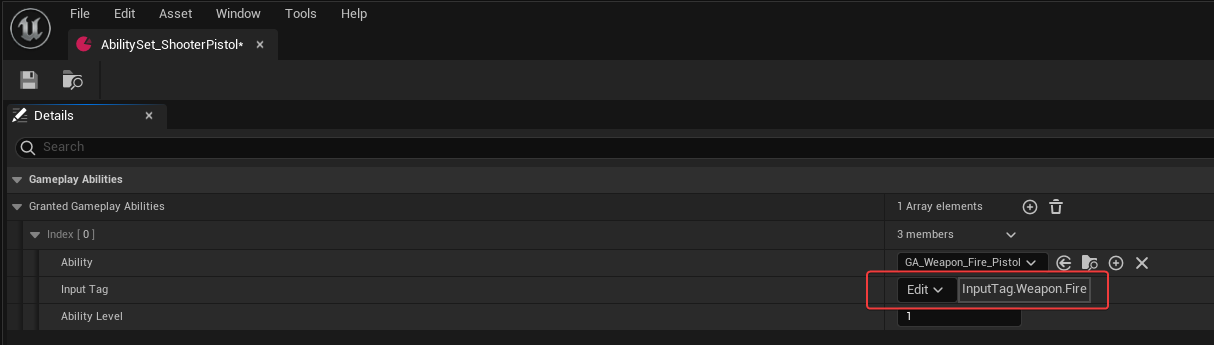 File Edit Asset Window Tools Help
AbilitySet_ShooterPistol*
Details
Search
Gameplay Abilities
Granted Gameplay Abilities 1 Array elements
Index [ 0 ] 3 members
Ability GA_Weapon_Fire_Pistol
Input Tag Edit InputTag.Weapon.Fire
Ability Level 1